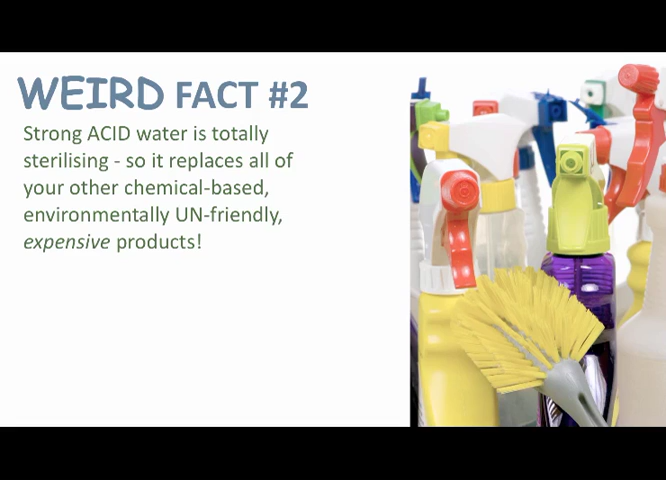 WEIRD FACT #2
Strong ACID water is totally
sterilising - so it replaces all of
your other chemical-based,
environmentally UN-friendly,
expensive products!